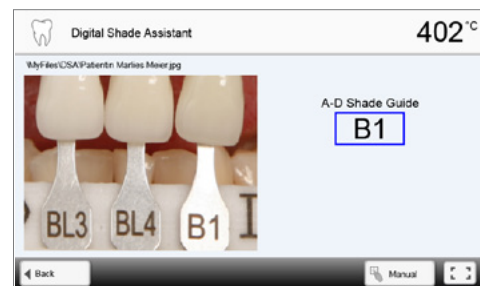 Digital Shade Assistant
402°C
\MyFiles\DSA\Patientin Marlies Meier.jpg
A-D Shade Guide
B1
BL3 BL4 B1
Back
Manual